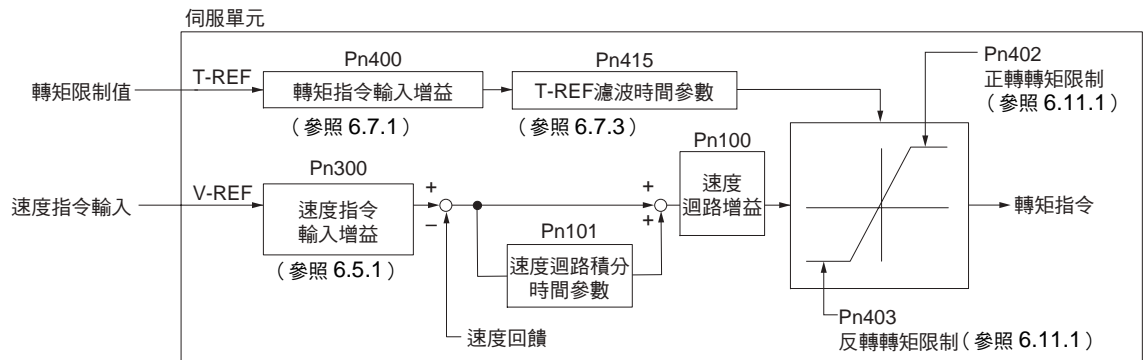 伺服單元
轉矩限制值
T-REF
Pn400
轉矩指令輸入增益
(參照 6.7.1)
Pn415
T-REF濾波時間參數
(參照 6.7.3)
Pn402
正轉轉矩限制
(參照 6.11.1)
速度指令輸入
V-REF
Pn300
速度指令
輸入增益
(參照 6.5.1)
+
−
速度回饋
Pn101
速度迴路積分
時間參數
+
+
Pn100
速度
迴路增益
轉矩指令
Pn403
反轉轉矩限制(參照 6.11.1)